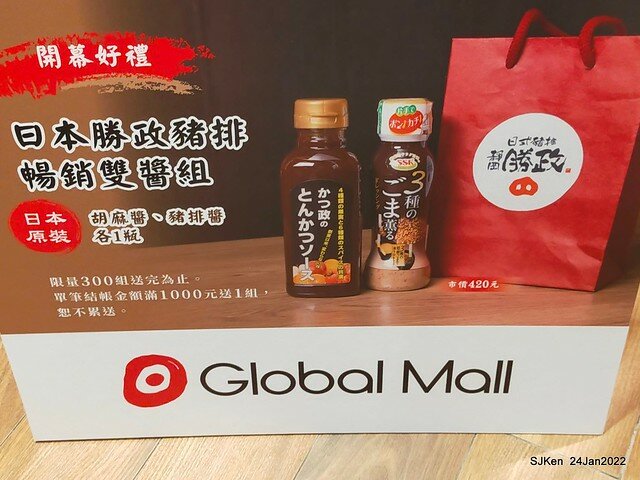 開幕好禮
日本勝政豬排
暢銷雙醬組
日本
原裝
胡麻醬、豬排醬
各1瓶
限量300組送完為止。
單筆結帳金額滿1000元送1組，
恕不累送。
かつ政の
とんかつソース
SSK
3種の
ごま薫る
日式豬排
勝政
市價420元
Global Mall
SJKen 24Jan2022